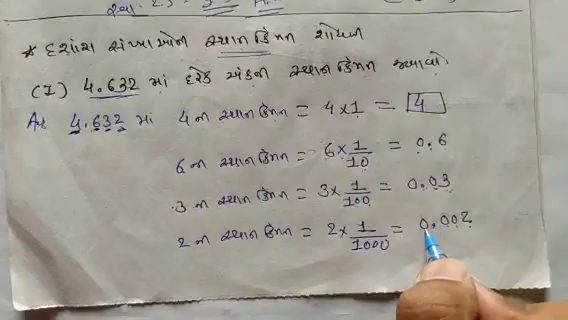 * દશાંશ સંખ્યાઓની સ્થાન કિંમત શોધવી
(1) 4.632 માં દરેક અંકની સ્થાન કિંમત જણાવો
4.632 માં 4 ની સ્થાન કિંમત = 4 × 1 = 4
6 ની સ્થાન કિંમત = 6 × 1/10 = 0.6
3 ની સ્થાન કિંમત = 3 × 1/100 = 0.03
2 ની સ્થાન કિંમત = 2 × 1/1000 = 0.002